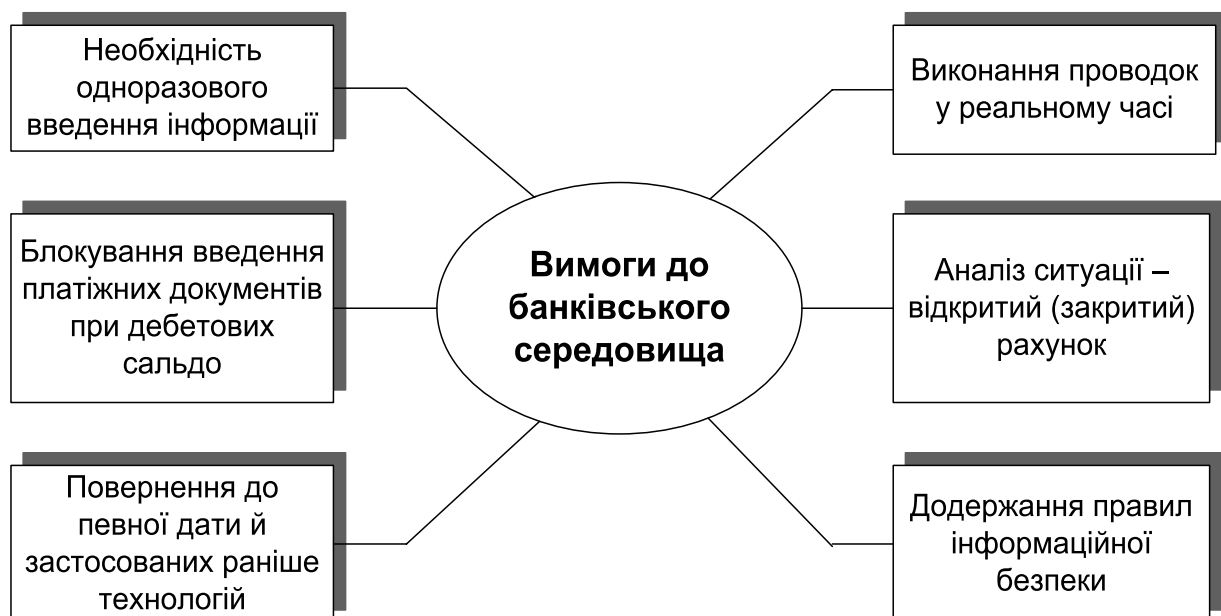 Необхідність
одноразового
введення інформації
Блокування введення
платіжних документів
при дебетових
сальдо
Повернення до
певної дати й
застосованих раніше
технологій
Вимоги до
банківського
середовища
Виконання проводок
у реальному часі
Аналіз ситуації –
відкритий (закритий)
рахунок
Додержання правил
інформаційної
безпеки